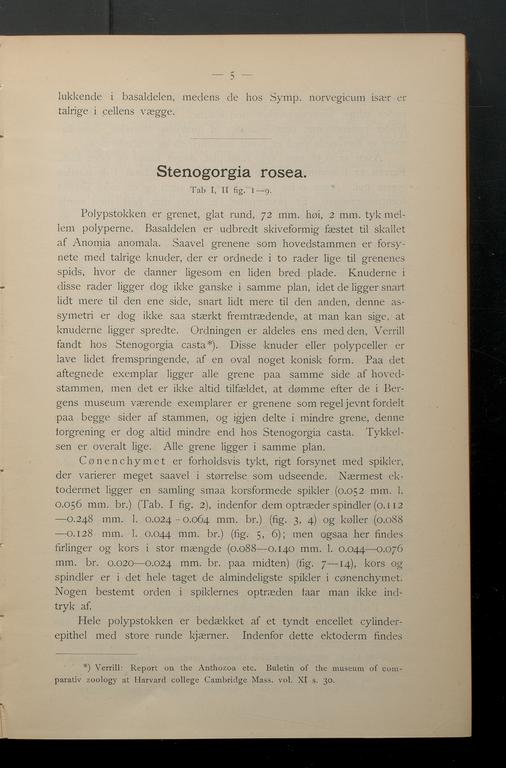 — 5 —
lukkende i basaldelen, medens de hos Symp. norvegicum især er
talrige i cellens vægge.
Stenogorgia rosea.
Tab I, II fig. 1—9.
Polypstokken er grenet, glat rund, 72 mm. høi, 2 mm. tyk mel-
lem polyperne. Basaldelen er udbredt skiveformig fæstet til skallet
af Anomia anomala. Saavel grenene som hovedstammen er forsy-
nete med talrige knuder, der er ordnede i to rader lige til grenenes
spids, hvor de danner ligesom en liden bred plade. Knuderne i
disse rader ligger dog ikke ganske i samme plan, idet de ligger snart
lidt mere til den ene side, snart lidt mere til den anden, denne as-
symetri er dog ikke saa stærkt fremtrædende, at man kan sige, at
knuderne ligger spredte. Ordningen er aldeles ens med den, Verrill
fandt hos Stenogorgia casta*). Disse knuder eller polypceller er
lave lidet fremspringende, af en oval noget konisk form. Paa det
aftegnede exemplar ligger alle grene paa samme side af hoved-
stammen, men det er ikke altid tilfældet, at dømme efter de i Ber-
gens museum værende exemplarer er grenene som regel jevnt fordelt
paa begge sider af stammen, og igjen delte i mindre grene, denne
forgrening er dog altid mindre end hos Stenogorgia casta. Tykkel-
sen er overalt lige. Alle grene ligger i samme plan.
Cønenchymet er forholdsvis tykt, rigt forsynet med spikler,
der varierer meget saavel i størrelse som udseende. Nærmest ek-
todermet ligger en samling smaa korsformede spikler (0.052 mm. l.
0.056 mm. br.) (Tab. I fig. 2), indenfor dem optræder spindler (0.112
—0.248 mm. l. 0.024 - 0.064 mm. br.) (fig. 3, 4) og køller (0.088
—0.128 mm. l. 0.044 mm. br.) (fig. 5, 6); men ogsaa her findes
firlinger og kors i stor mængde (0.088—0.140 mm. l. 0.044—0.076
mm. br. 0.020—0.024 mm. br. paa midten) (fig. 7—14), kors og
spindler er i det hele taget de almindeligste spikler i cønenchymet.
Nogen bestemt orden i spiklernes optræden faar man ikke ind-
tryk af.
Hele polypstokken er bedækket af et tyndt encellet cylinder-
epithel med store runde kjærner. Indenfor dette ektoderm findes
*) Verrill: Report on the Anthozoa etc. Buletin of the museum of com-
parativ zoology at Harvard college Cambridge Mass. vol. XI s. 30.